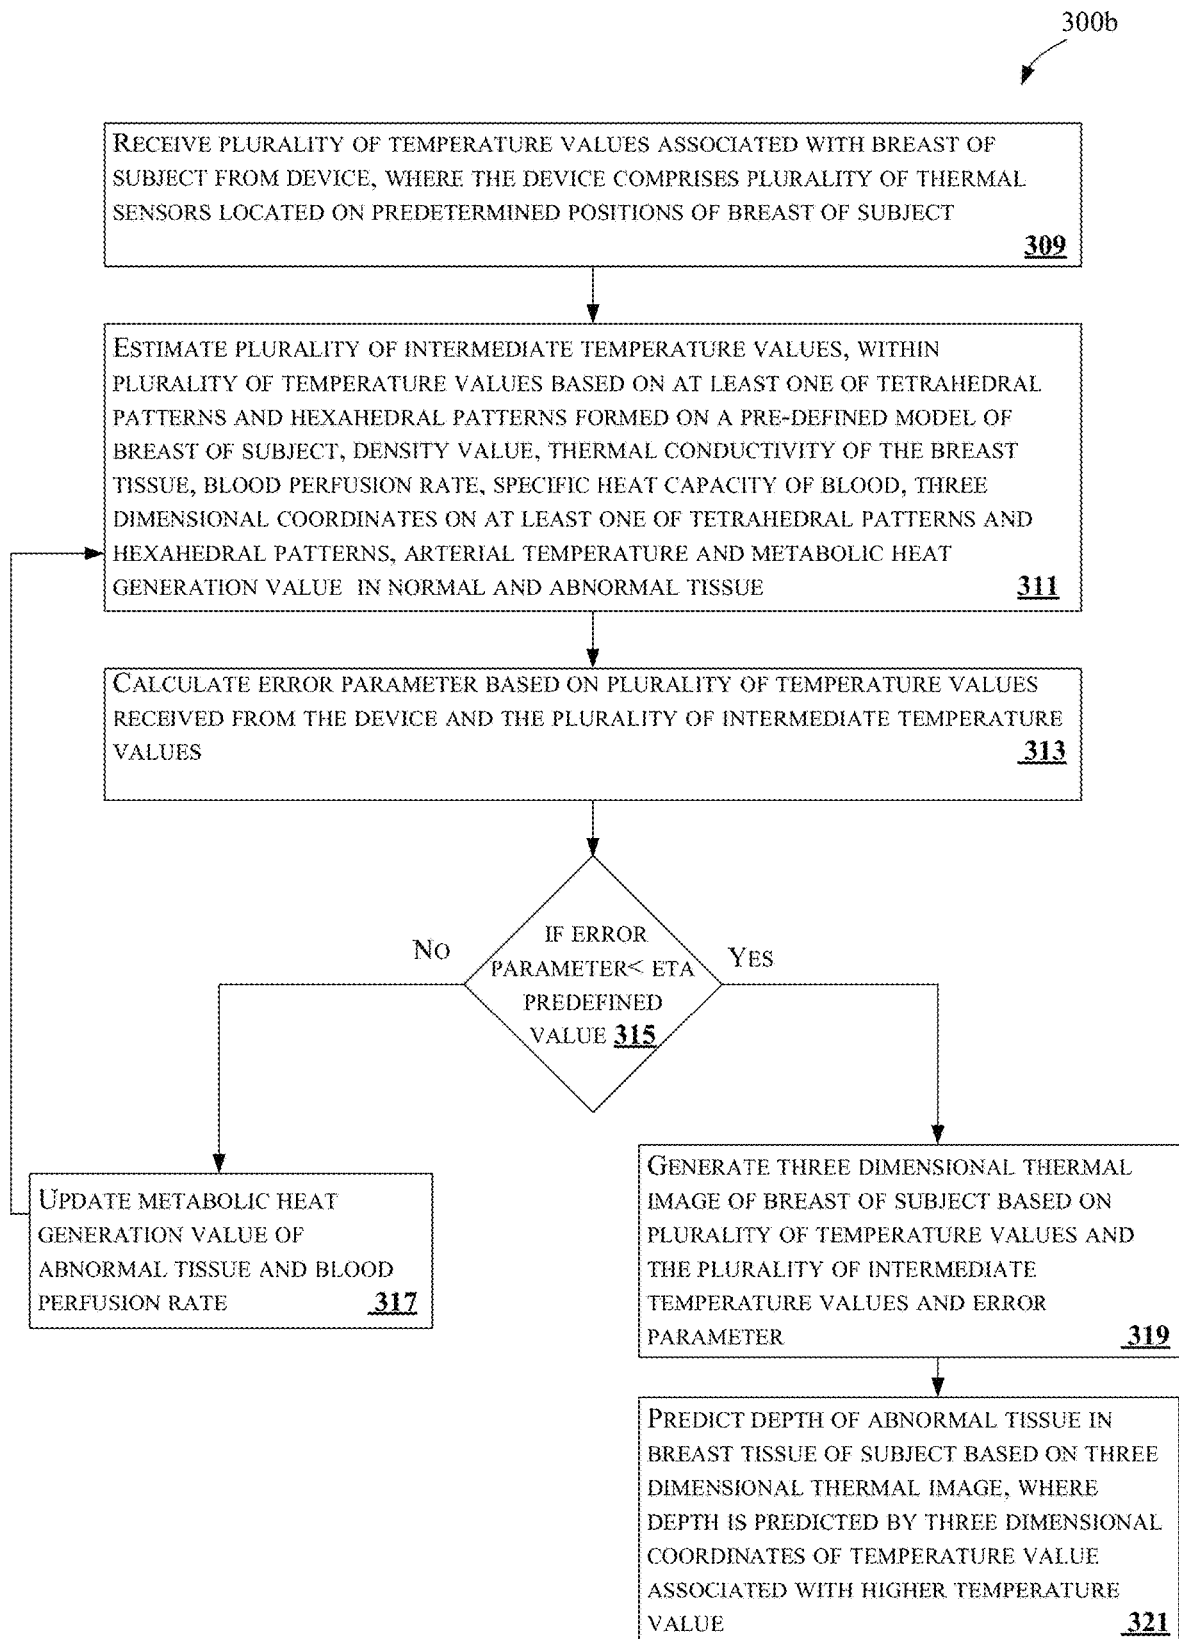 300b
RECEIVE PLURALITY OF TEMPERATURE VALUES ASSOCIATED WITH BREAST OF
SUBJECT FROM DEVICE, WHERE THE DEVICE COMPRISES PLURALITY OF THERMAL
SENSORS LOCATED ON PREDETERMINED POSITIONS OF BREAST OF SUBJECT
309
ESTIMATE PLURALITY OF INTERMEDIATE TEMPERATURE VALUES, WITHIN
PLURALITY OF TEMPERATURE VALUES BASED ON AT LEAST ONE OF TETRAHEDRAL
PATTERNS AND HEXAHEDRAL PATTERNS FORMED ON A PRE-DEFINED MODEL OF
BREAST OF SUBJECT, DENSITY VALUE, THERMAL CONDUCTIVITY OF THE BREAST
TISSUE, BLOOD PERFUSION RATE, SPECIFIC HEAT CAPACITY OF BLOOD, THREE
DIMENSIONAL COORDINATES ON AT LEAST ONE OF TETRAHEDRAL PATTERNS AND
HEXAHEDRAL PATTERNS, ARTERIAL TEMPERATURE AND METABOLIC HEAT
GENERATION VALUE IN NORMAL AND ABNORMAL TISSUE 311
CALCULATE ERROR PARAMETER BASED ON PLURALITY OF TEMPERATURE VALUES
RECEIVED FROM THE DEVICE AND THE PLURALITY OF INTERMEDIATE TEMPERATURE
VALUES 313
IF ERROR
PARAMETER< ETA
PREDEFINED
VALUE 315
NO
YES
UPDATE METABOLIC HEAT
GENERATION VALUE OF
ABNORMAL TISSUE AND BLOOD
PERFUSION RATE 317
GENERATE THREE DIMENSIONAL THERMAL
IMAGE OF BREAST OF SUBJECT BASED ON
PLURALITY OF TEMPERATURE VALUES AND
THE PLURALITY OF INTERMEDIATE
TEMPERATURE VALUES AND ERROR
PARAMETER 319
PREDICT DEPTH OF ABNORMAL TISSUE IN
BREAST TISSUE OF SUBJECT BASED ON THREE
DIMENSIONAL THERMAL IMAGE, WHERE
DEPTH IS PREDICTED BY THREE DIMENSIONAL
COORDINATES OF TEMPERATURE VALUE
ASSOCIATED WITH HIGHER TEMPERATURE
VALUE 321